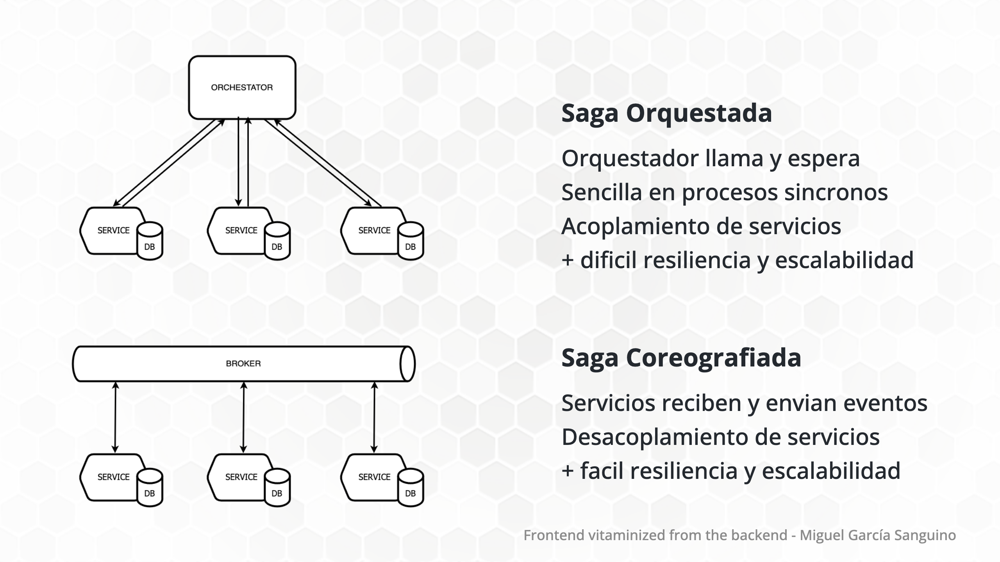 ORCHESTATOR
SERVICE
DB
SERVICE
DB
SERVICE
DB
Saga Orquestada
Orquestador llama y espera
Sencilla en procesos sincronos
Acoplamiento de servicios
+ dificil resiliencia y escalabilidad
BROKER
SERVICE
DB
SERVICE
DB
SERVICE
DB
Saga Coreografiada
Servicios reciben y envian eventos
Desacoplamiento de servicios
+ facil resiliencia y escalabilidad
Frontend vitaminized from the backend - Miguel García Sanguino